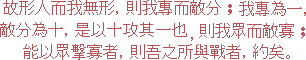 故形人而我無形，則我專而敵分：我專為一，
敵分為十，是以十攻其一也，則我眾而敵寡；
能以眾擊寡者，則吾之所與戰者，約矣。